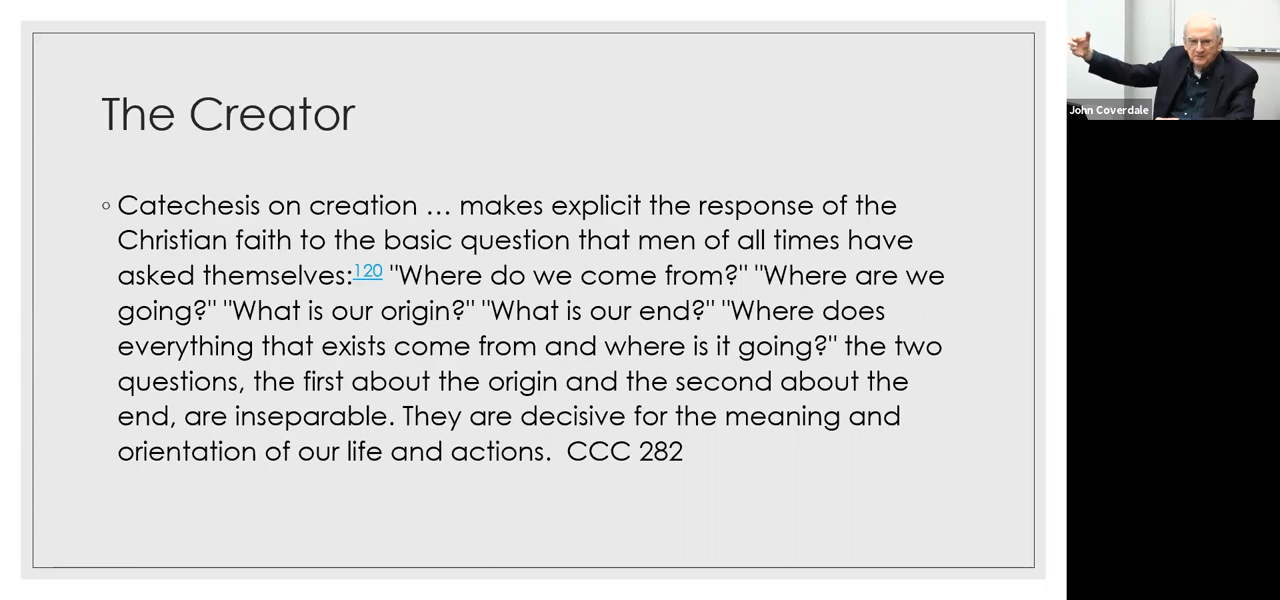 The Creator
◦ Catechesis on creation … makes explicit the response of the
Christian faith to the basic question that men of all times have
asked themselves:120 "Where do we come from?" "Where are we
going?" "What is our origin?" "What is our end?" "Where does
everything that exists come from and where is it going?" the two
questions, the first about the origin and the second about the
end, are inseparable. They are decisive for the meaning and
orientation of our life and actions.  CCC 282
John Coverdale